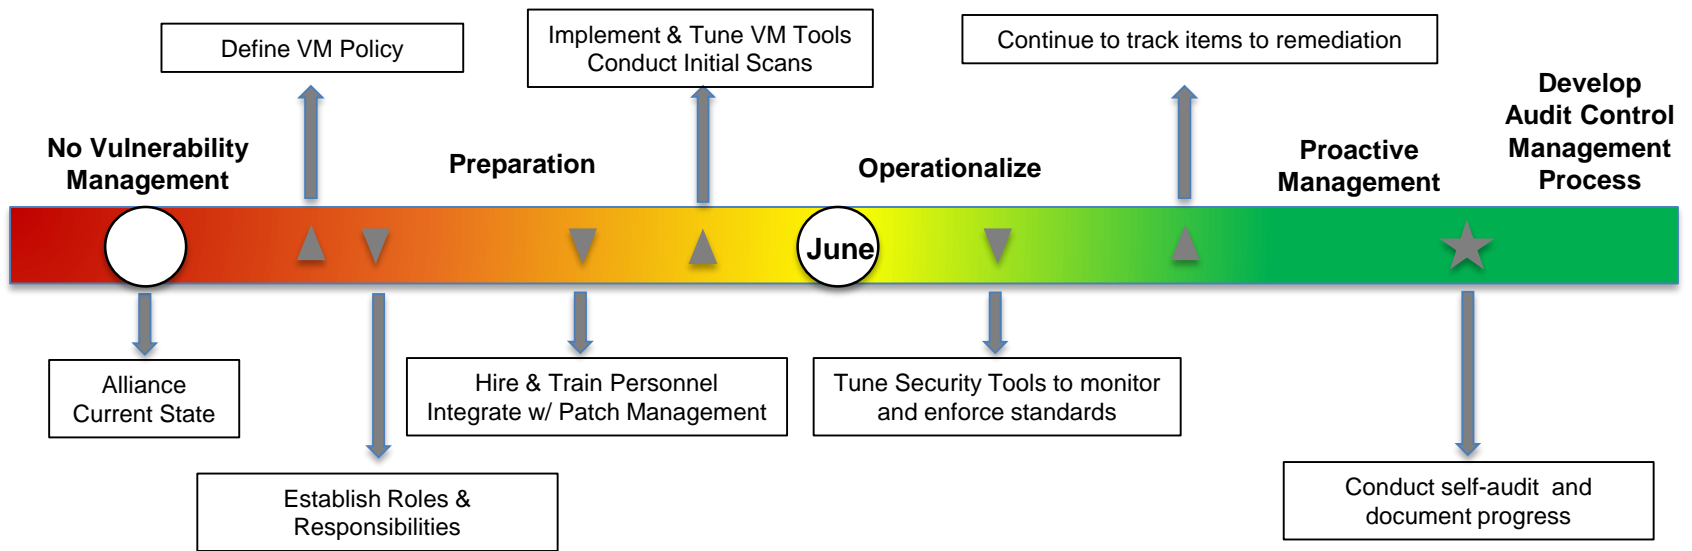 Define VM Policy
Implement & Tune VM Tools
Conduct Initial Scans
Continue to track items to remediation
No Vulnerability
Management
Preparation
Operationalize
Proactive
Management
Develop
Audit Control
Management
Process
June
Alliance
Current State
Hire & Train Personnel
Integrate w/ Patch Management
Tune Security Tools to monitor
and enforce standards
Establish Roles &
Responsibilities
Conduct self-audit and
document progress